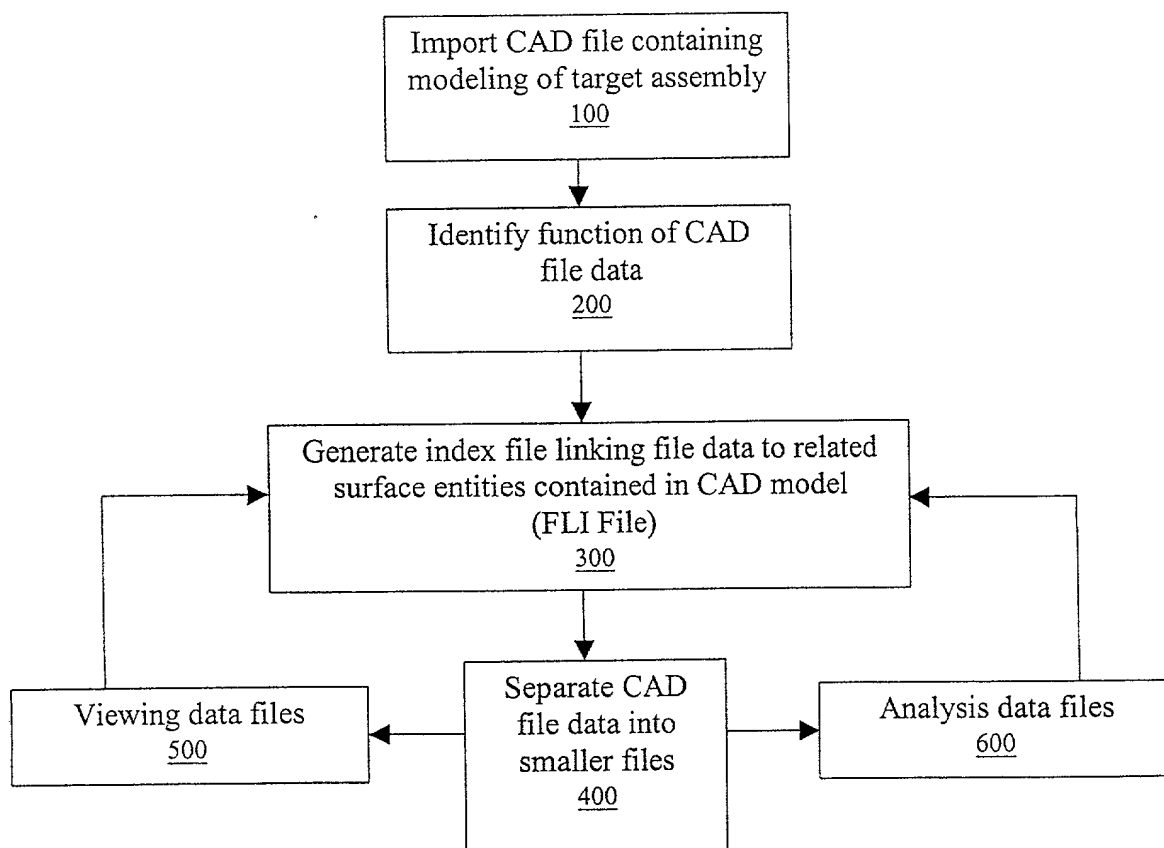 Import CAD file containing
modeling of target assembly
100
Identify function of CAD
file data
200
Generate index file linking file data to related
surface entities contained in CAD model
(FLI File)
300
Viewing data files
500
Separate CAD
file data into
smaller files
400
Analysis data files
600